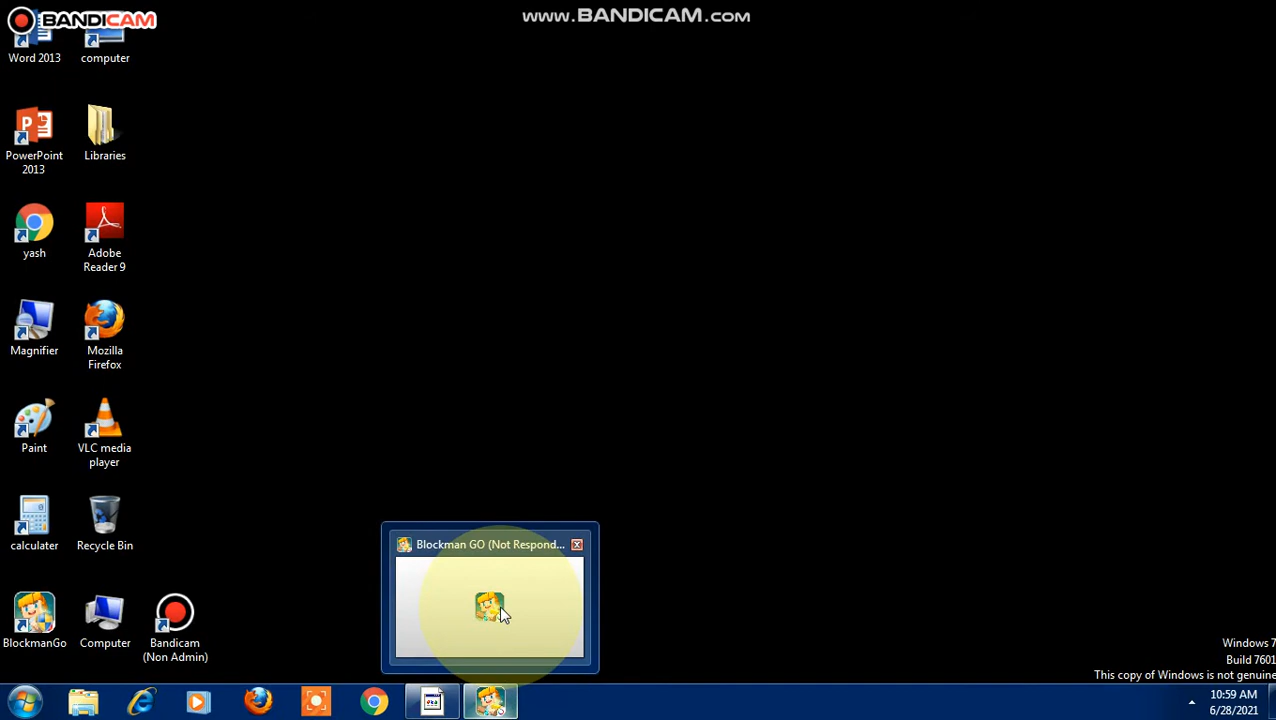 BANDICAM
www.BANDICAM.com
Word 2013
computer
PowerPoint
2013
Libraries
yash
Adobe
Reader 9
Magnifier
Mozilla
Firefox
Paint
VLC media
player
calculater
Recycle Bin
Blockman GO (Not Respond...
BlockmanGo
Computer
Bandicam
(Non Admin)
Windows 7
Build 7601
This copy of Windows is not genuine
10:59 AM
6/28/2021